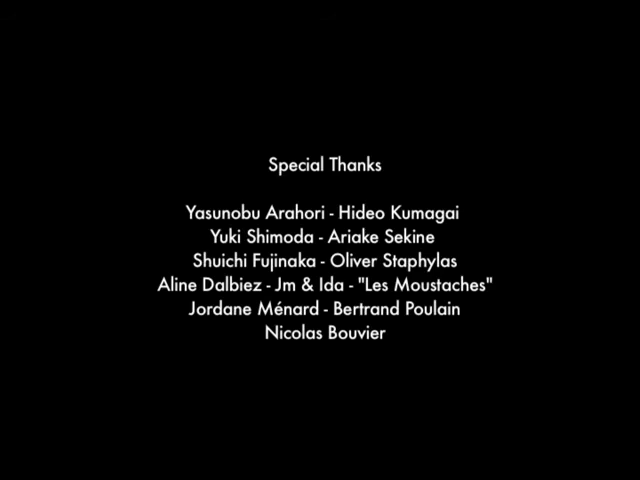 Special Thanks
Yasunobu Arahori - Hideo Kumagai
Yuki Shimoda - Ariake Sekine
Shuichi Fujinaka - Oliver Staphylas
Aline Dalbiez - Jm & Ida - "Les Moustaches"
Jordane Ménard - Bertrand Poulain
Nicolas Bouvier